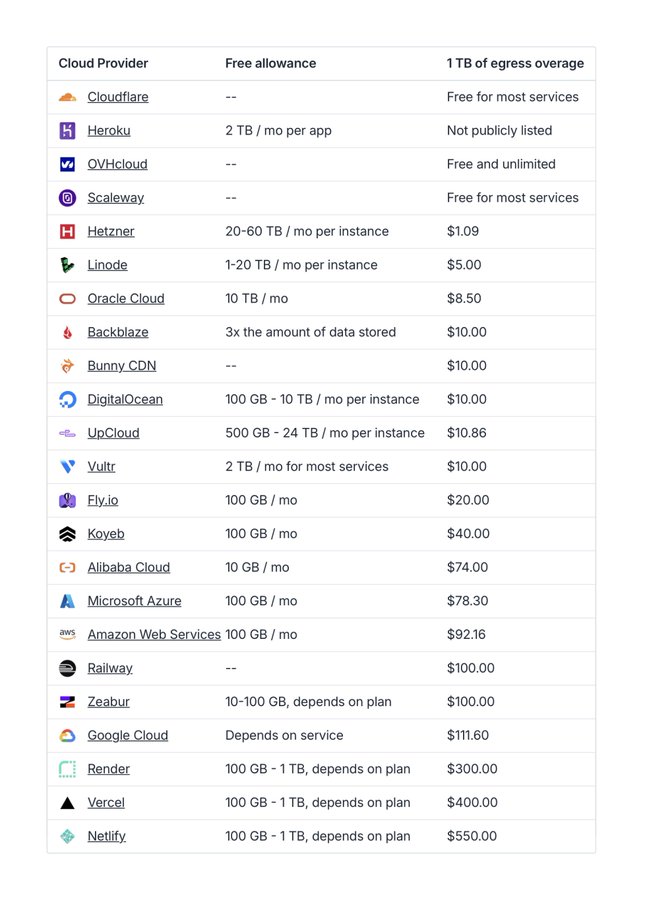 Cloud Provider Free allowance 1 TB of egress overage
Cloudflare -- Free for most services
Heroku 2 TB / mo per app Not publicly listed
OVHcloud -- Free and unlimited
Scaleway -- Free for most services
Hetzner 20-60 TB / mo per instance $1.09
Linode 1-20 TB / mo per instance $5.00
Oracle Cloud 10 TB / mo $8.50
Backblaze 3x the amount of data stored $10.00
Bunny CDN -- $10.00
DigitalOcean 100 GB - 10 TB / mo per instance $10.00
UpCloud 500 GB - 24 TB / mo per instance $10.86
Vultr 2 TB / mo for most services $10.00
Fly.io 100 GB / mo $20.00
Koyeb 100 GB / mo $40.00
Alibaba Cloud 10 GB / mo $74.00
Microsoft Azure 100 GB / mo $78.30
aws Amazon Web Services 100 GB / mo $92.16
Railway -- $100.00
Zeabur 10-100 GB, depends on plan $100.00
Google Cloud Depends on service $111.60
Render 100 GB - 1 TB, depends on plan $300.00
Vercel 100 GB - 1 TB, depends on plan $400.00
Netlify 100 GB - 1 TB, depends on plan $550.00